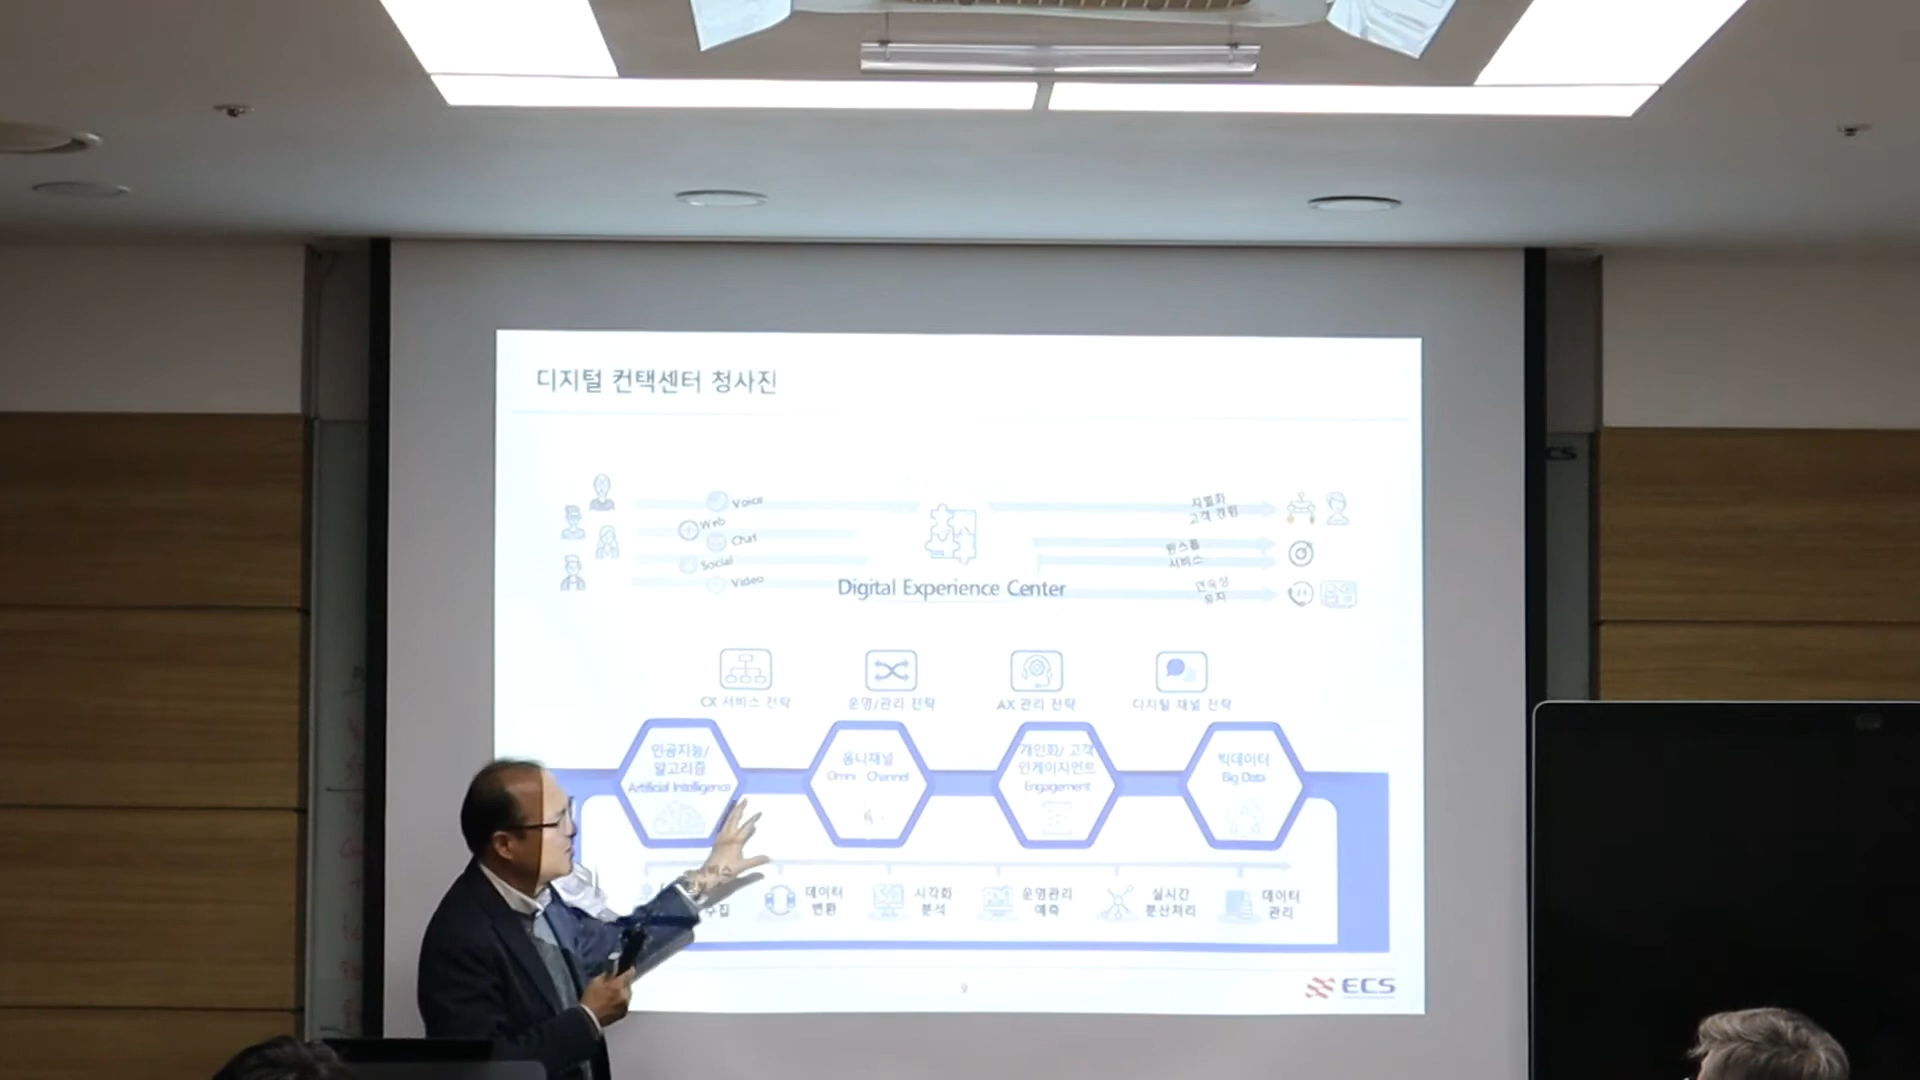 디지털 컨택센터 청사진
Voice
Web
Chat
Social
Video
Digital Experience Center
차별화
고객 경험
원스톱
서비스
연속성
유지
CX 서비스 전략
운영/관리 전략
AX 관리 전략
디지털 채널 전략
인공지능/
알고리즘
Artificial Intelligence
옴니채널
Omni - Channel
개인화/ 고객
인게이지먼트
Engagement
빅데이터
Big Data
수집
데이터
변환
시각화
분석
운영관리
예측
실시간
분산처리
데이터
관리
9
ECS